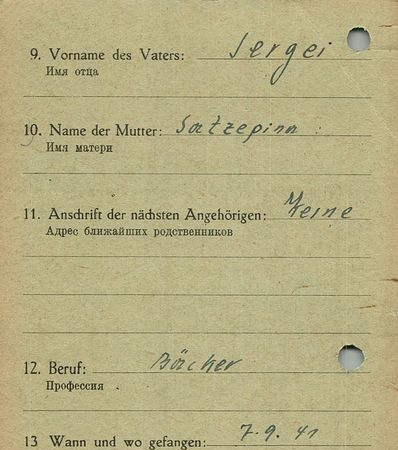 9. Vorname des Vaters: Sergei
Имя отца
10. Name der Mutter: Satzepina
Имя матери
11. Anschrift der nächsten Angehörigen: Keine
Адрес ближайших родственников
12. Beruf: Bäcker
Профессия
13 Wann und wo gefangen: 7.9.41